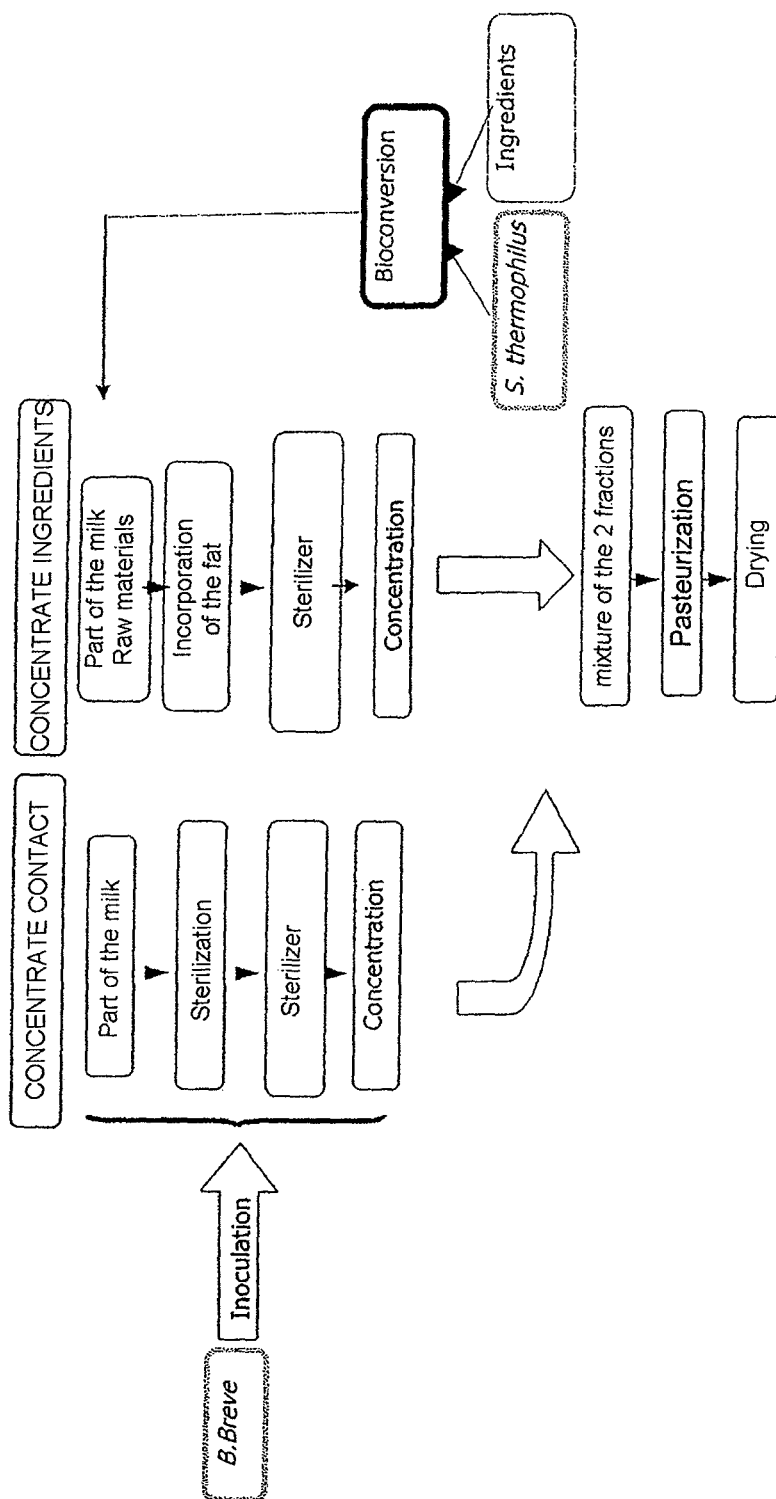 CONCENTRATE CONTACT
Part of the milk
Sterilization
Sterilizer
Concentration
B.Breve
Inoculation
CONCENTRATE INGREDIENTS
Part of the milk
Raw materials
Incorporation
of the fat
Sterilizer
Concentration
Bioconversion
S. thermophilus
Ingredients
mixture of the 2 fractions
Pasteurization
Drying